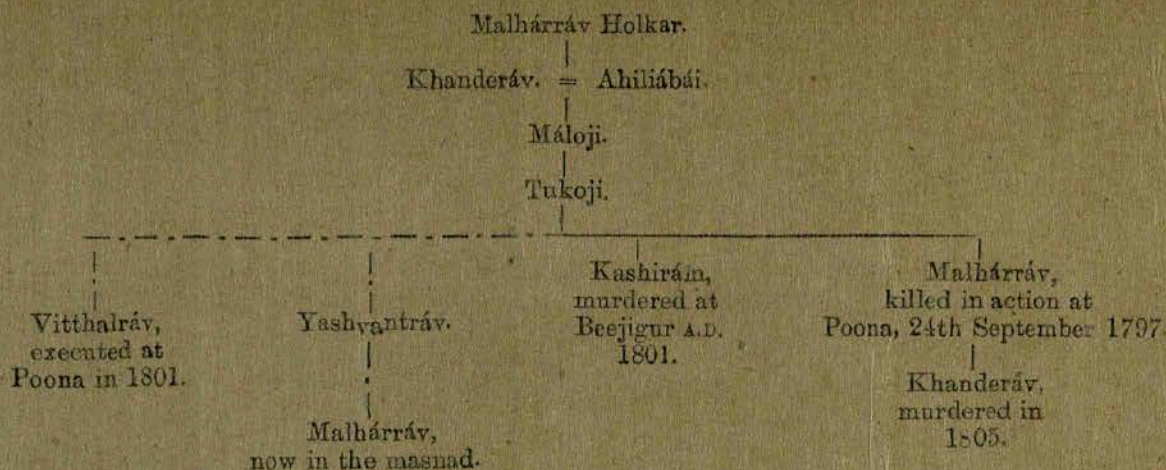 Malhárráv Holkar.
Khanderáv. = Ahiliábái.
Máloji.
Tukoji.
Vitthalráv,
executed at
Poona in 1801.
Yashvantráv.
Malhárráv,
now in the masnad.
Kashirám,
murdered at
Beejigur A.D.
1801.
Malhárráv,
killed in action at
Poona, 24th September 1797
Khanderáv,
murdered in
1805.